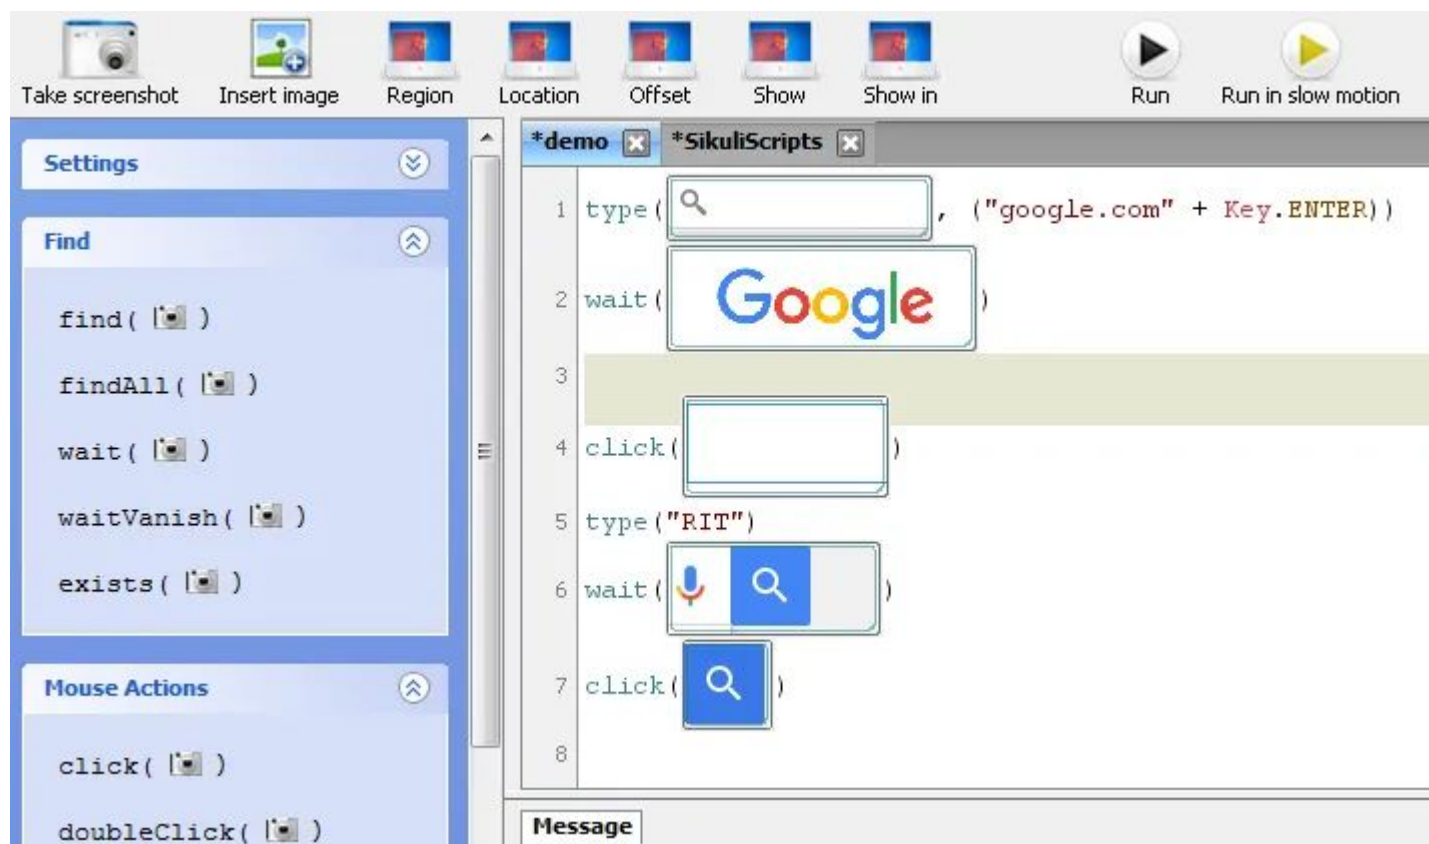 Take screenshot Insert image Region Location Offset Show Show in Run Run in slow motion
*demo *SikuliScripts
Settings
Find
find( )
findAll( )
wait( )
waitVanish( )
exists( )
Mouse Actions
click( )
doubleClick( )
1 type( , ("google.com" + Key.ENTER))
2 wait( Google )
3
4 click( )
5 type("RIT")
6 wait( )
7 click( )
8
Message